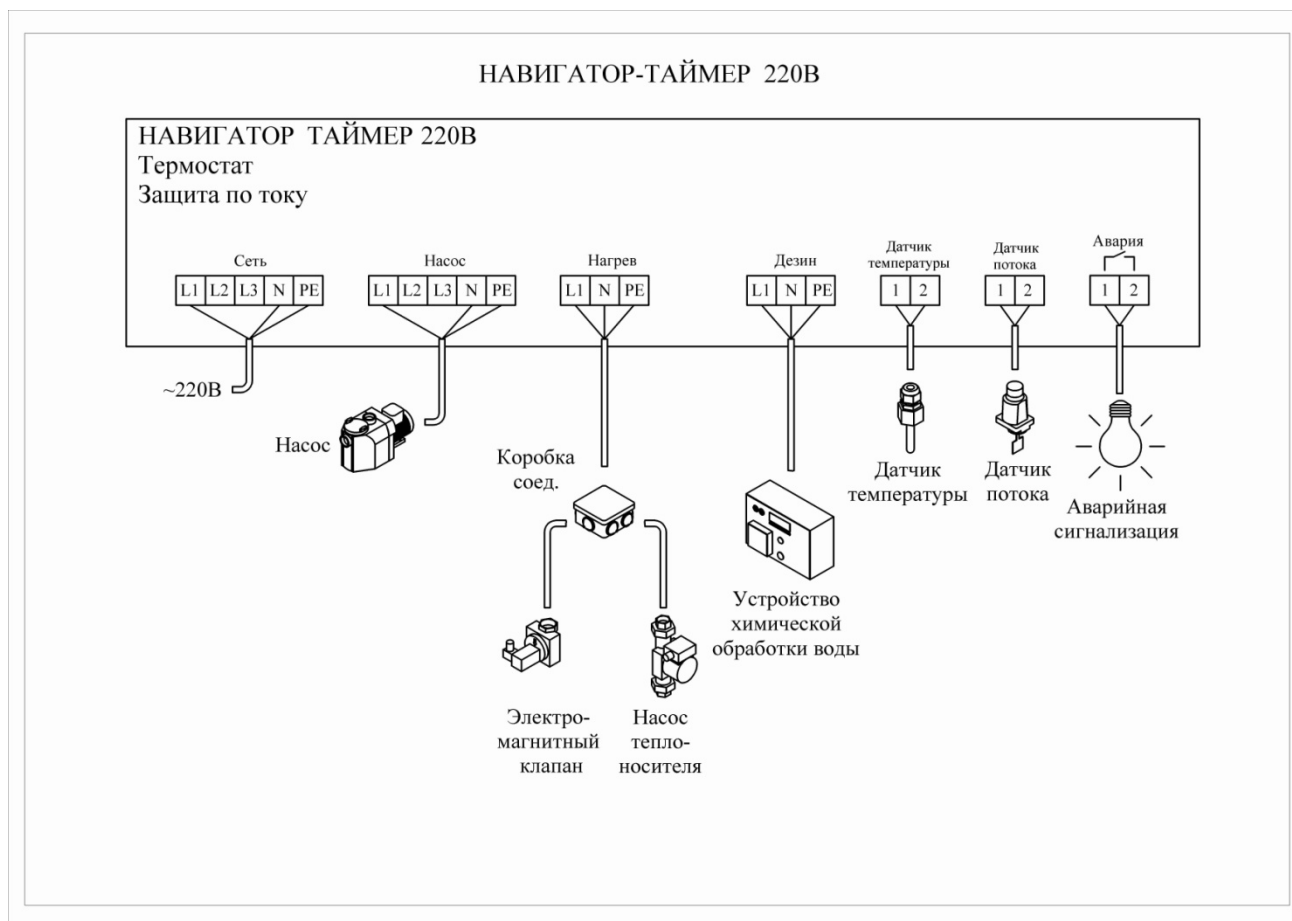 НАВИГАТОР-ТАЙМЕР 220В
НАВИГАТОР ТАЙМЕР 220В
Термостат
Защита по току
Сеть
L1 L2 L3 N PE
Насос
L1 L2 L3 N PE
Нагрев
L1 N PE
Дезин
L1 N PE
Датчик
температуры
1 2
Датчик
потока
1 2
Авария
1 2
~220В
Насос
Коробка
соед.
Электро-
магнитный
клапан
Насос
тепло-
носителя
Устройство
химической
обработки воды
Датчик
температуры
Датчик
потока
Аварийная
сигнализация